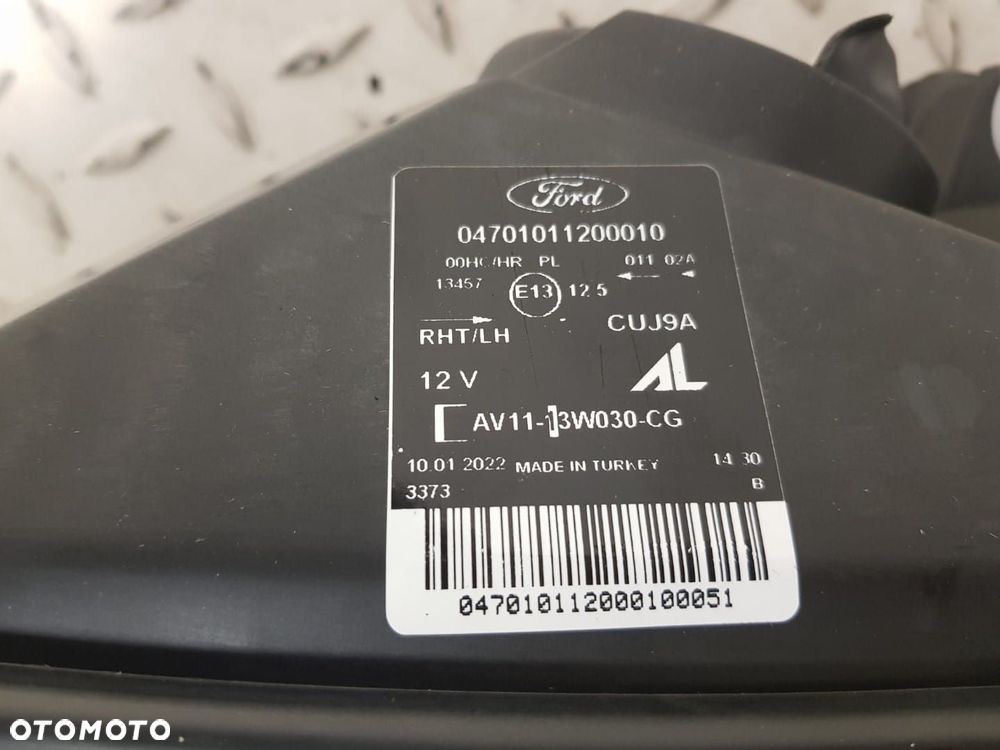 Ford
04701011200010
00HC/HR PL 011 02A
13457 E13 12 5
RHT/LH CUJ9A
12 V AL
AV11-13W030-CG
10.01 2022 MADE IN TURKEY 14 30
3373 B
047010112000100051
OTOMOTO